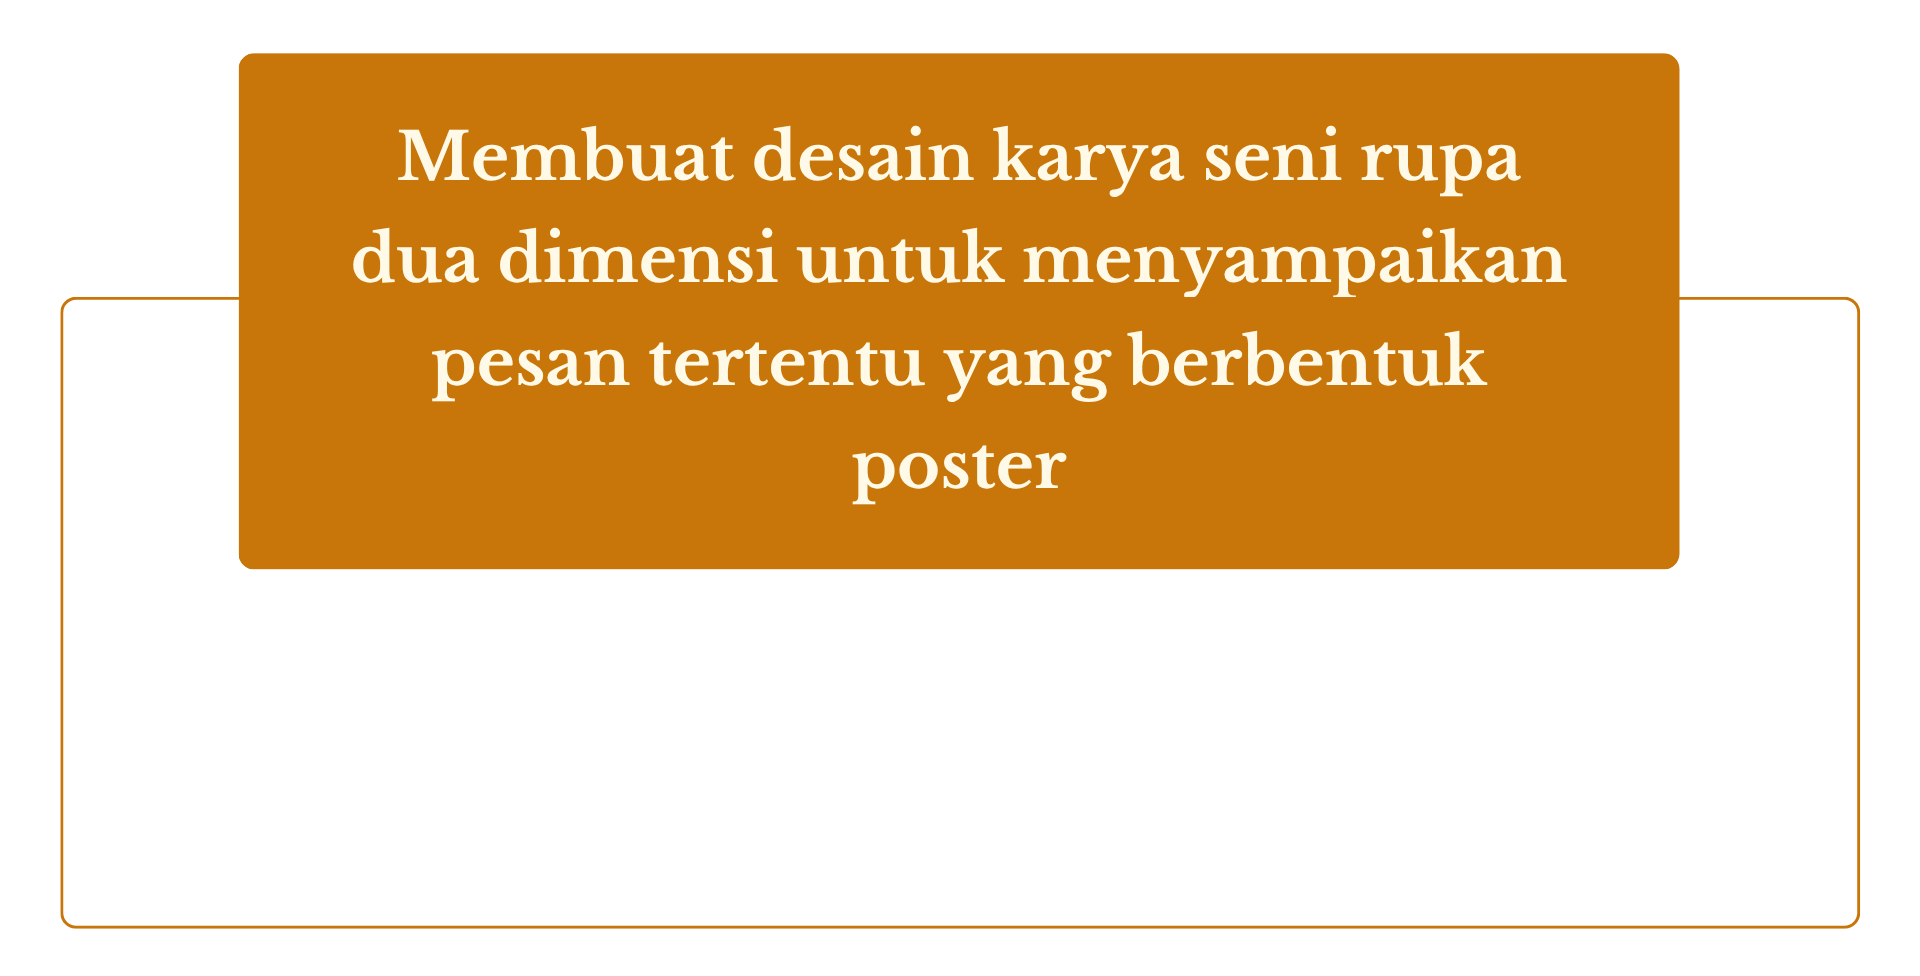 Membuat desain karya seni rupa
dua dimensi untuk menyampaikan
pesan tertentu yang berbentuk
poster